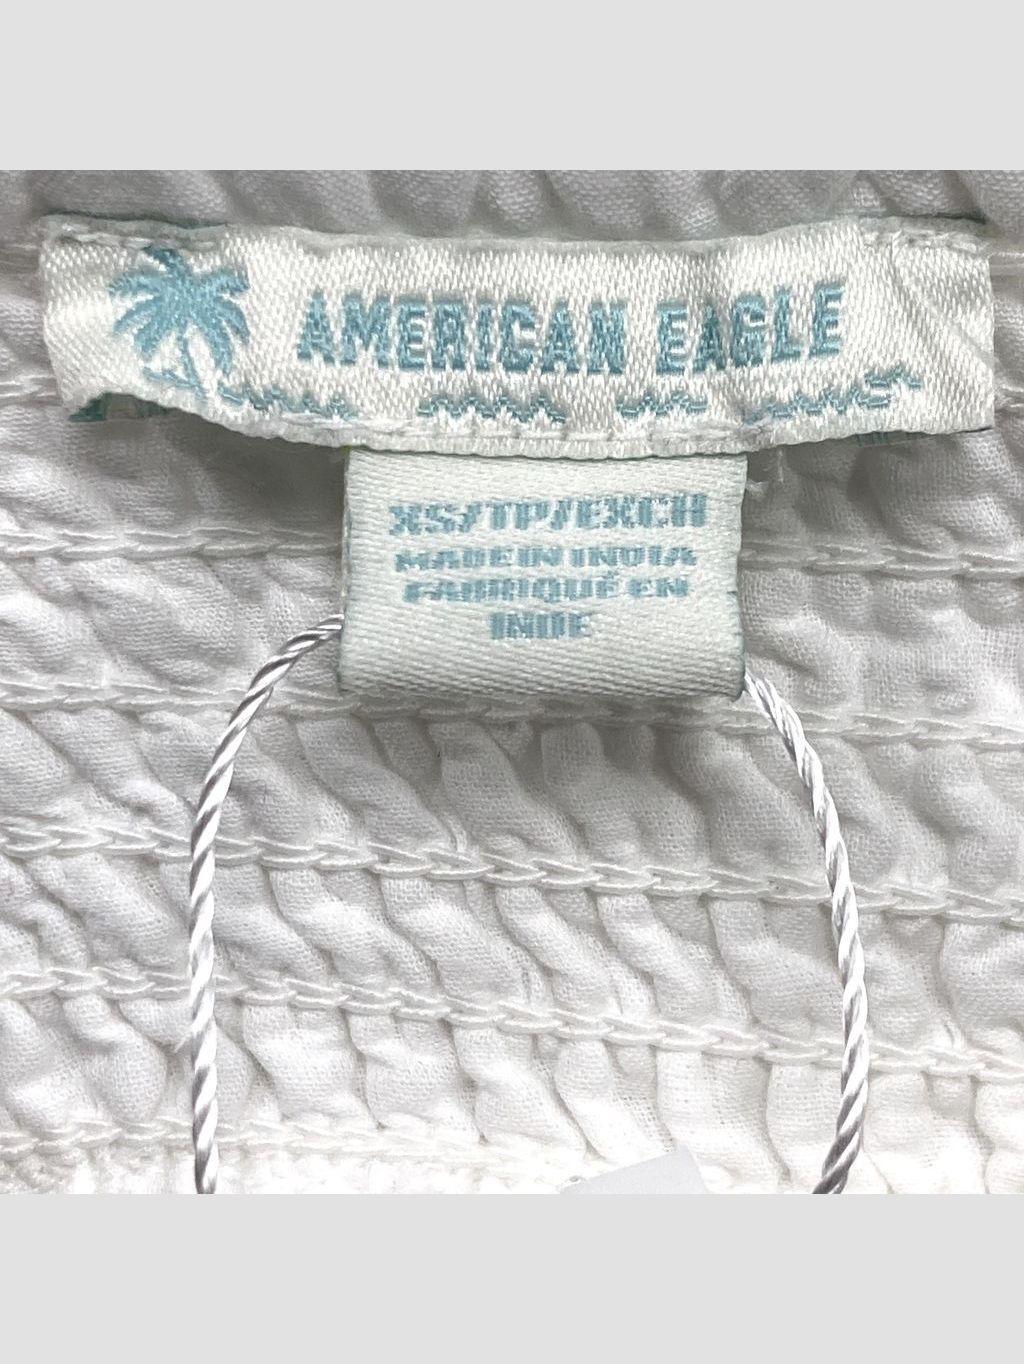 AMERICAN EAGLE
XS/TP/EXCH
MADE IN INDIA
FABRIQUÉ EN
INDE